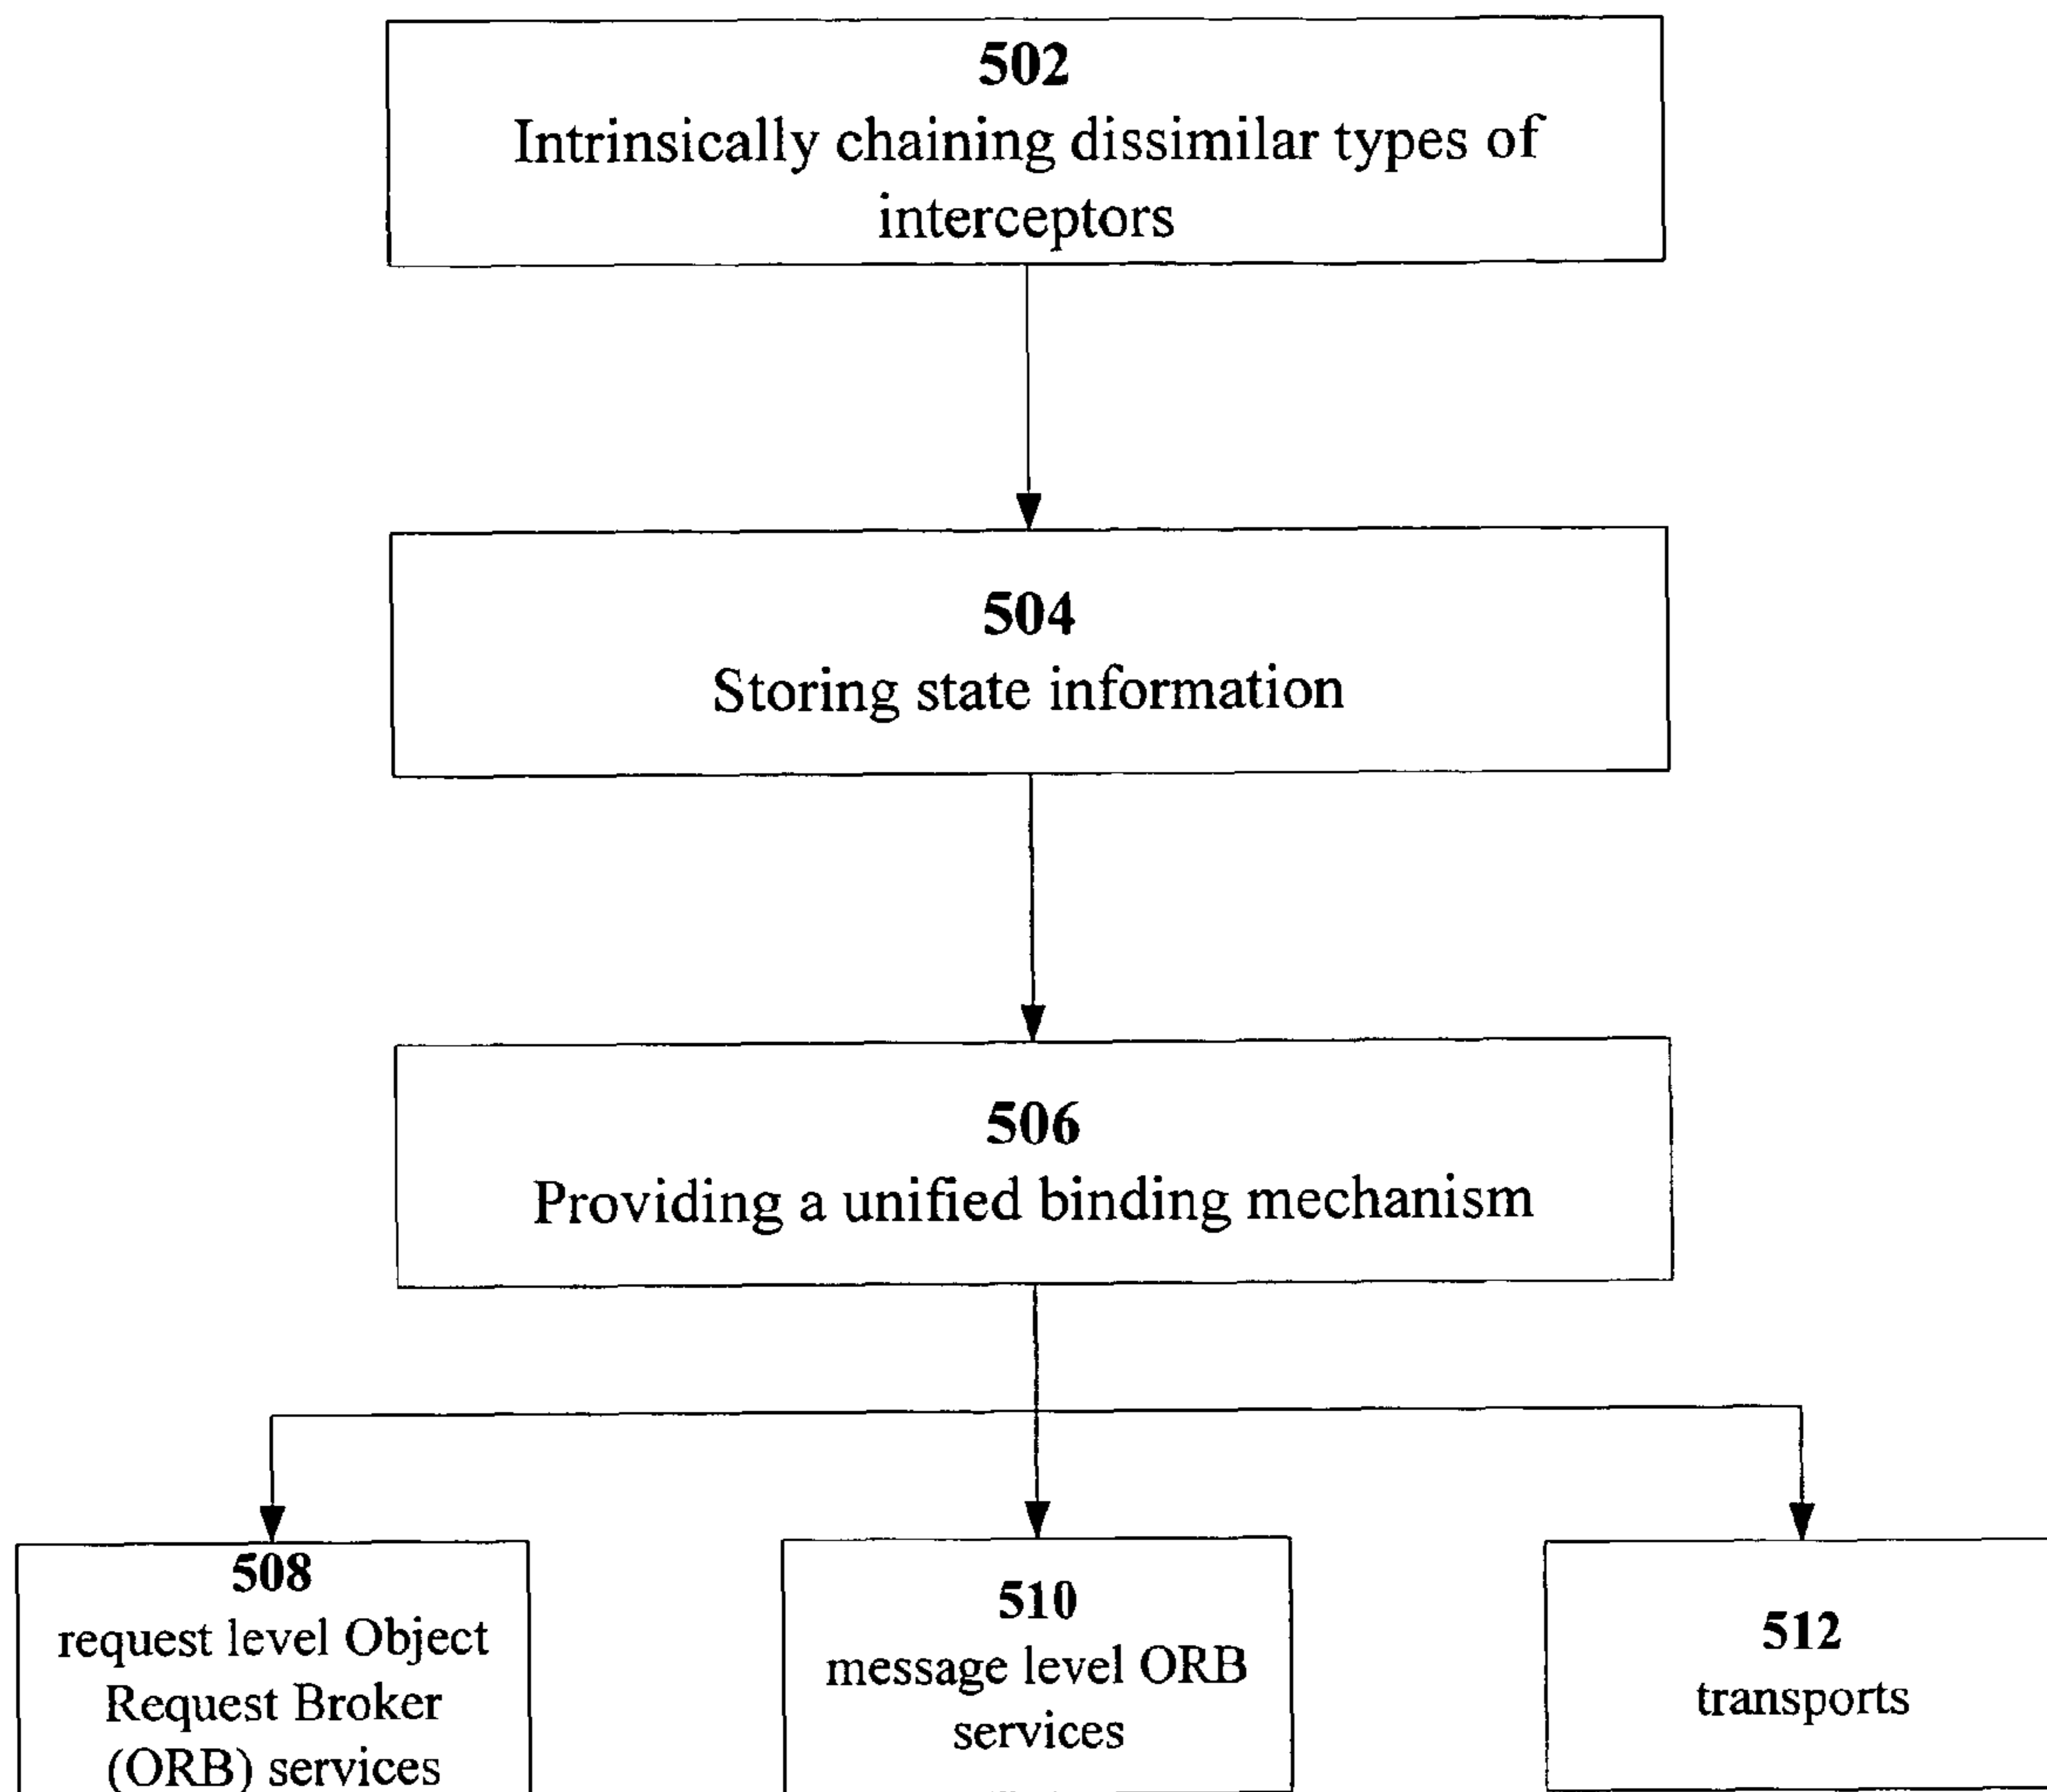 502
Intrinsically chaining dissimilar types of
interceptors
504
Storing state information
506
Providing a unified binding mechanism
508
request level Object
Request Broker
(ORB) services
510
message level ORB
services
512
transports